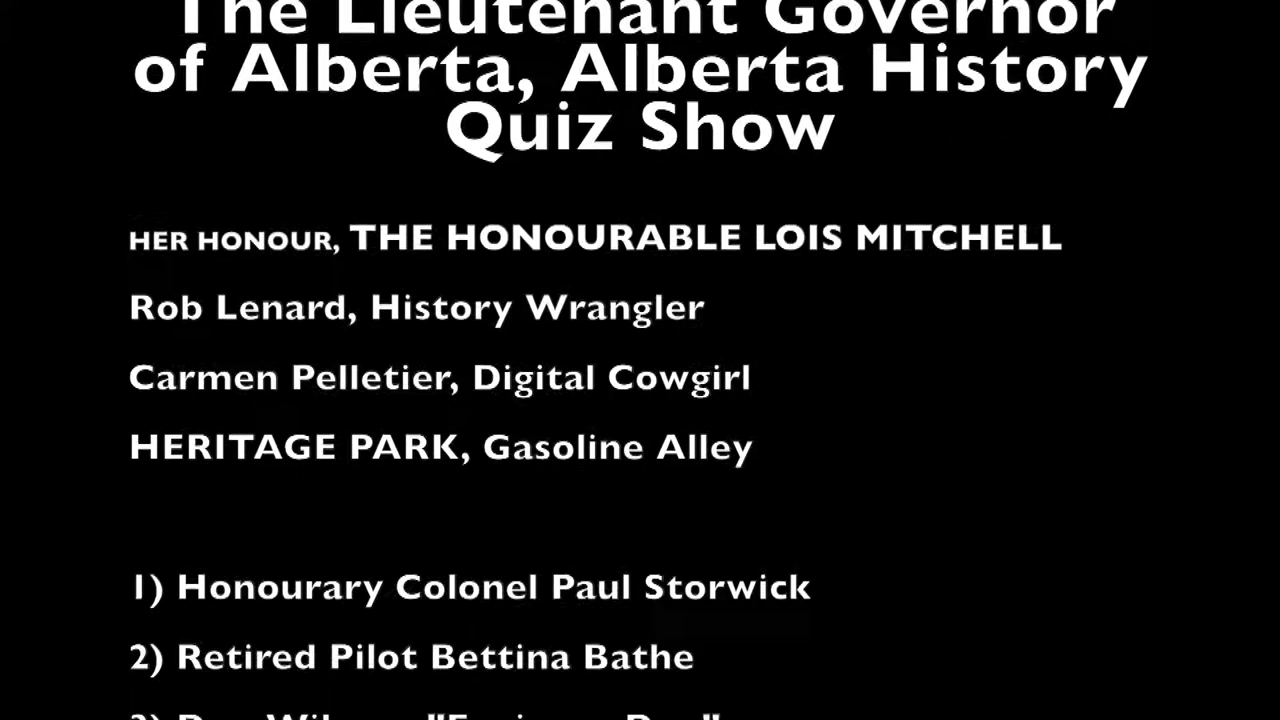 The Lieutenant Governor
of Alberta, Alberta History
Quiz Show
HER HONOUR, THE HONOURABLE LOIS MITCHELL
Rob Lenard, History Wrangler
Carmen Pelletier, Digital Cowgirl
HERITAGE PARK, Gasoline Alley
1) Honourary Colonel Paul Storwick
2) Retired Pilot Bettina Bathe